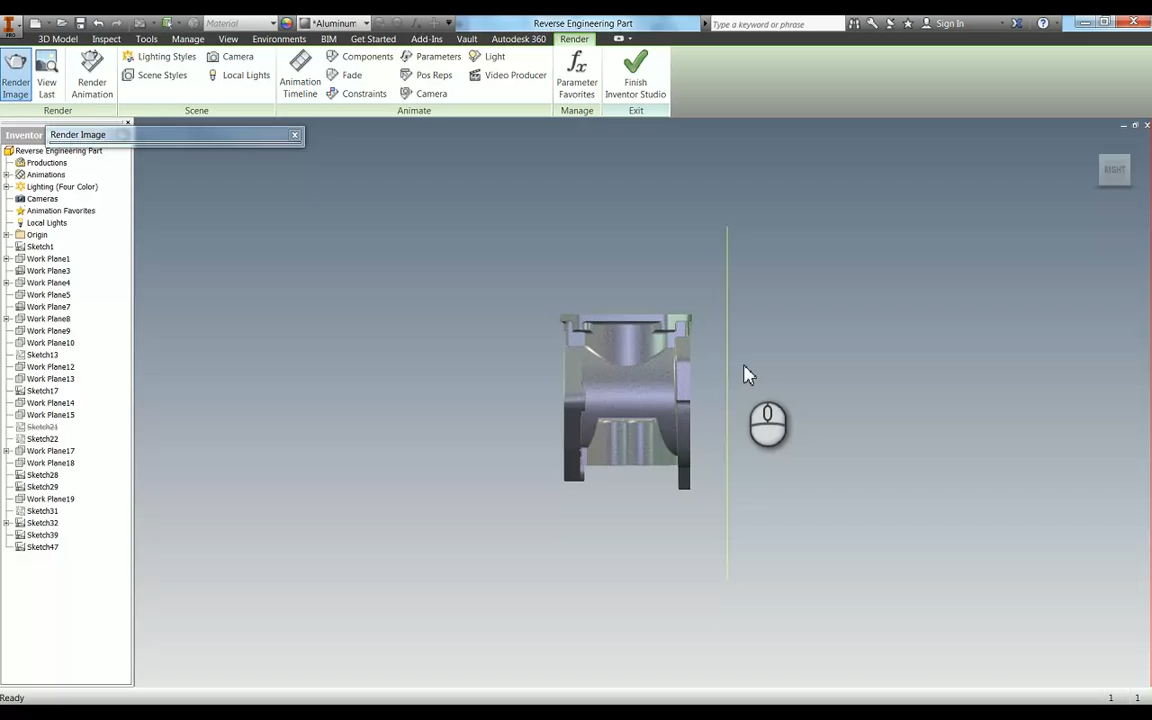 PRO
Material
*Aluminum
Reverse Engineering Part
Type a keyword or phrase
Sign In
3D Model
Inspect
Tools
Manage
View
Environments
BIM
Get Started
Add-Ins
Vault
Autodesk 360
Render
Render Image
View Last
Render Animation
Lighting Styles
Scene Styles
Camera
Local Lights
Animation Timeline
Components
Fade
Constraints
Parameters
Pos Reps
Camera
Light
Video Producer
fx
Parameter Favorites
Finish Inventor Studio
Render
Scene
Animate
Manage
Exit
Inventor
Render Image
Reverse Engineering Part
Productions
Animations
Lighting (Four Color)
Cameras
Animation Favorites
Local Lights
Origin
Sketch1
Work Plane1
Work Plane3
Work Plane4
Work Plane5
Work Plane7
Work Plane8
Work Plane9
Work Plane10
Sketch13
Work Plane12
Work Plane13
Sketch17
Work Plane14
Work Plane15
Sketch21
Sketch22
Work Plane17
Work Plane18
Sketch28
Sketch29
Work Plane19
Sketch31
Sketch32
Sketch39
Sketch47
RIGHT
Ready
1 1